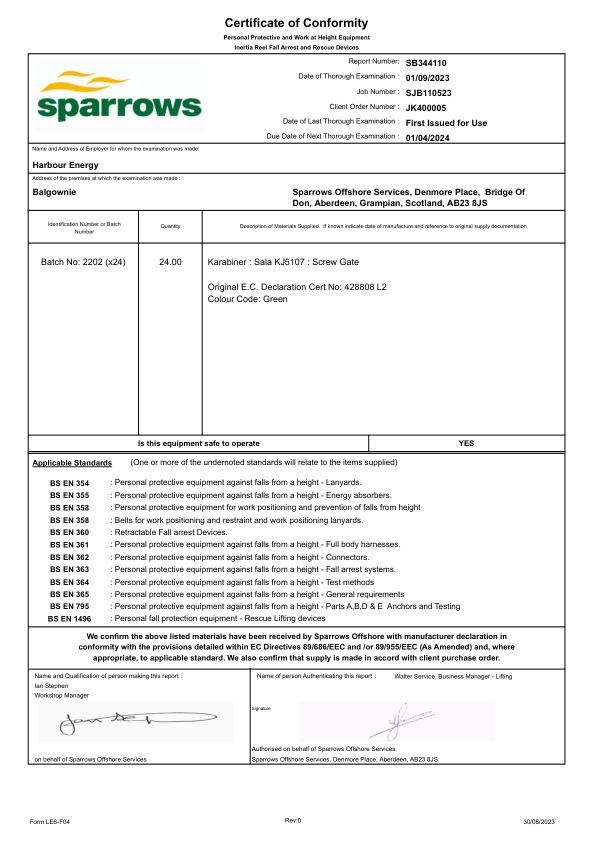 Certificate of Conformity
Personal Protective and Work at Height Equipment
Inertia Reel Fall Arrest and Rescue Devices
sparrows
Report Number: SB344110
Date of Thorough Examination : 01/09/2023
Job Number : SJB110523
Client Order Number : JK400005
Date of Last Thorough Examination : First Issued for Use
Due Date of Next Thorough Examination : 01/04/2024
Name and Address of Employer for whom the examination was made:
Harbour Energy
Address of the premises at which the examination was made :
Balgownie
Sparrows Offshore Services, Denmore Place, Bridge Of
Don, Aberdeen, Grampian, Scotland, AB23 8JS
Identification Number or Batch
Number
Quantity
Description of Materials Supplied. If known indicate date of manufacture and reference to original supply documentation
Batch No: 2202 (x24) 24.00 Karabiner : Sala KJ5107 : Screw Gate
Original E.C. Declaration Cert No: 428808 L2
Colour Code: Green
Is this equipment safe to operate YES
Applicable Standards (One or more of the undernoted standards will relate to the items supplied)
BS EN 354 : Personal protective equipment against falls from a height - Lanyards.
BS EN 355 : Personal protective equipment against falls from a height - Energy absorbers.
BS EN 358 : Personal protective equipment for work positioning and prevention of falls from height
BS EN 358 : Belts for work positioning and restraint and work positioning lanyards.
BS EN 360 : Retractable Fall arrest Devices.
BS EN 361 : Personal protective equipment against falls from a height - Full body harnesses.
BS EN 362 : Personal protective equipment against falls from a height - Connectors.
BS EN 363 : Personal protective equipment against falls from a height - Fall arrest systems.
BS EN 364 : Personal protective equipment against falls from a height - Test methods
BS EN 365 : Personal protective equipment against falls from a height - General requirements
BS EN 795 : Personal protective equipment against falls from a height - Parts A,B,D & E Anchors and Testing
BS EN 1496 : Personal fall protection equipment - Rescue Lifting devices
We confirm the above listed materials have been received by Sparrows Offshore with manufacturer declaration in
conformity with the provisions detailed within EC Directives 89/686/EEC and /or 89/955/EEC (As Amended) and, where
appropriate, to applicable standard. We also confirm that supply is made in accord with client purchase order.
Name and Qualification of person making this report :
Ian Stephen
Workshop Manager
on behalf of Sparrows Offshore Services
Name of person Authenticating this report : Walter Service, Business Manager - Lifting
Signature
Authorised on behalf of Sparrows Offshore Services
Sparrows Offshore Services, Denmore Place, Aberdeen, AB23 8JS
Form LE6-F04 Rev:0 30/08/2023